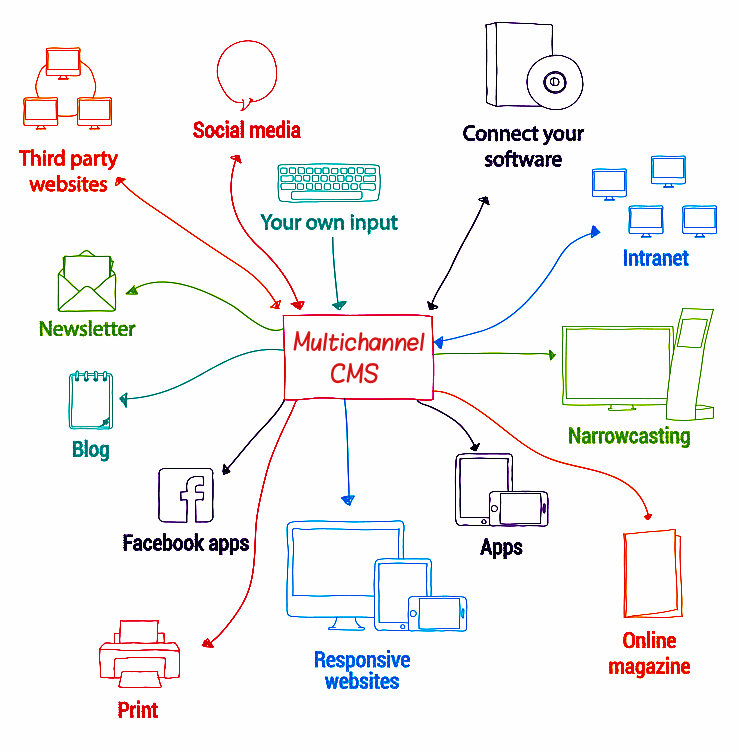 Social media
Connect your
software
Third party
websites
Your own input
Intranet
Newsletter
Multichannel
CMS
Narrowcasting
Blog
Facebook apps
Apps
Online
magazine
Responsive
websites
Print